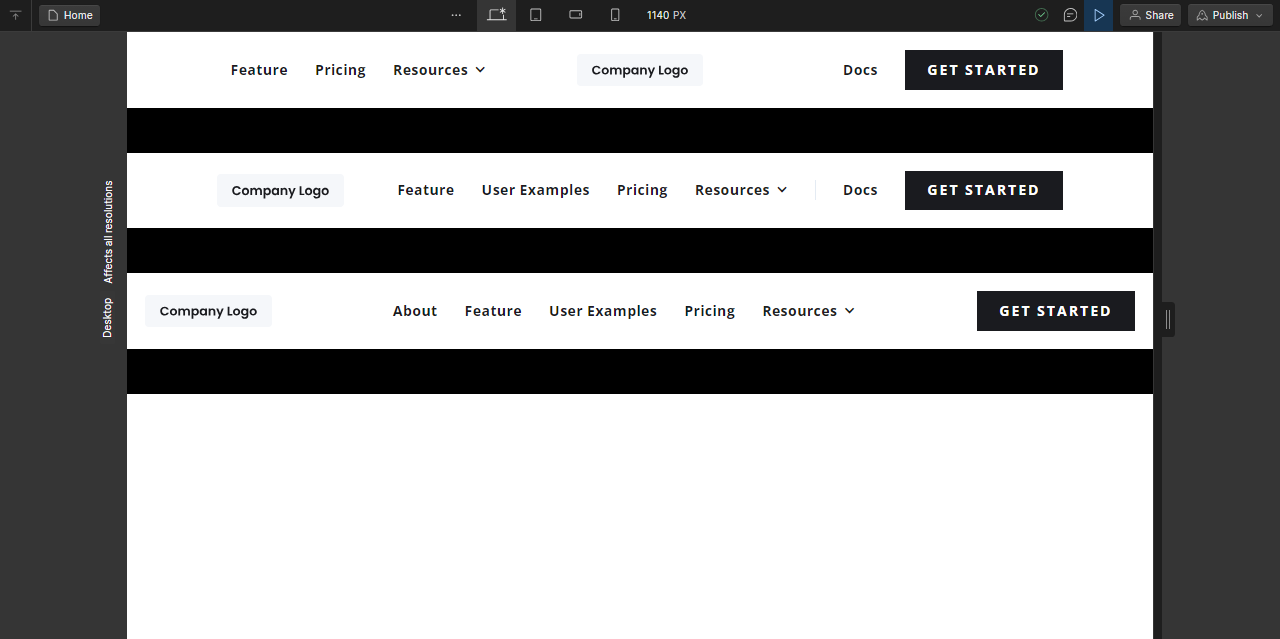 Home ... 1140 PX Share Publish
Feature Pricing Resources Company Logo Docs GET STARTED
Company Logo Feature User Examples Pricing Resources Docs GET STARTED
Company Logo About Feature User Examples Pricing Resources GET STARTED
Desktop Affects all resolutions